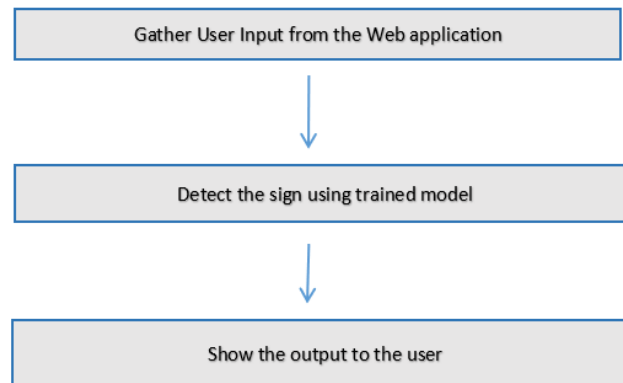 Gather User Input from the Web application
Detect the sign using trained model
Show the output to the user